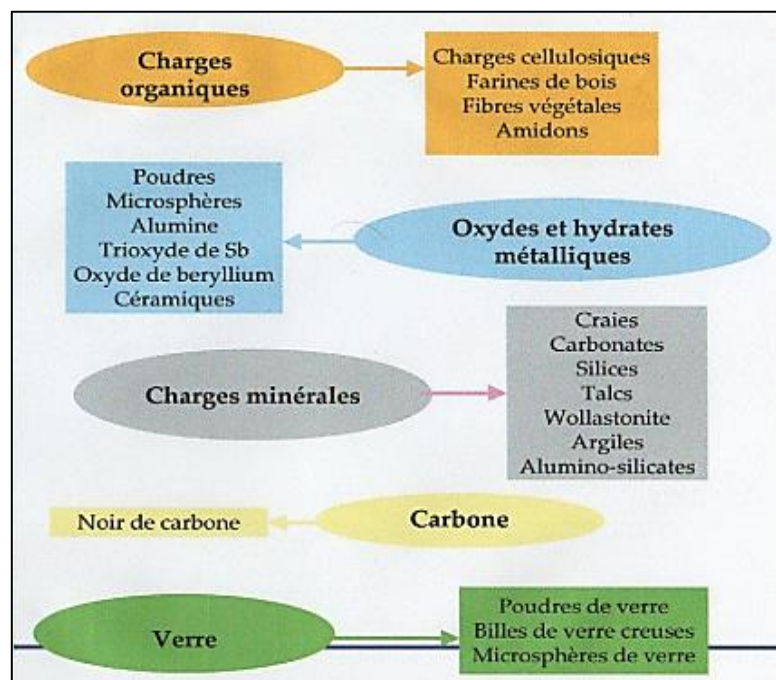 Charges
organiques
Charges cellulosiques
Farines de bois
Fibres végétales
Amidons
Poudres
Microsphères
Alumine
Trioxyde de Sb
Oxyde de beryllium
Céramiques
Oxydes et hydrates
métalliques
Charges minérales
Craies
Carbonates
Silices
Talcs
Wollastonite
Argiles
Alumino-silicates
Noir de carbone
Carbone
Verre
Poudres de verre
Billes de verre creuses
Microsphères de verre